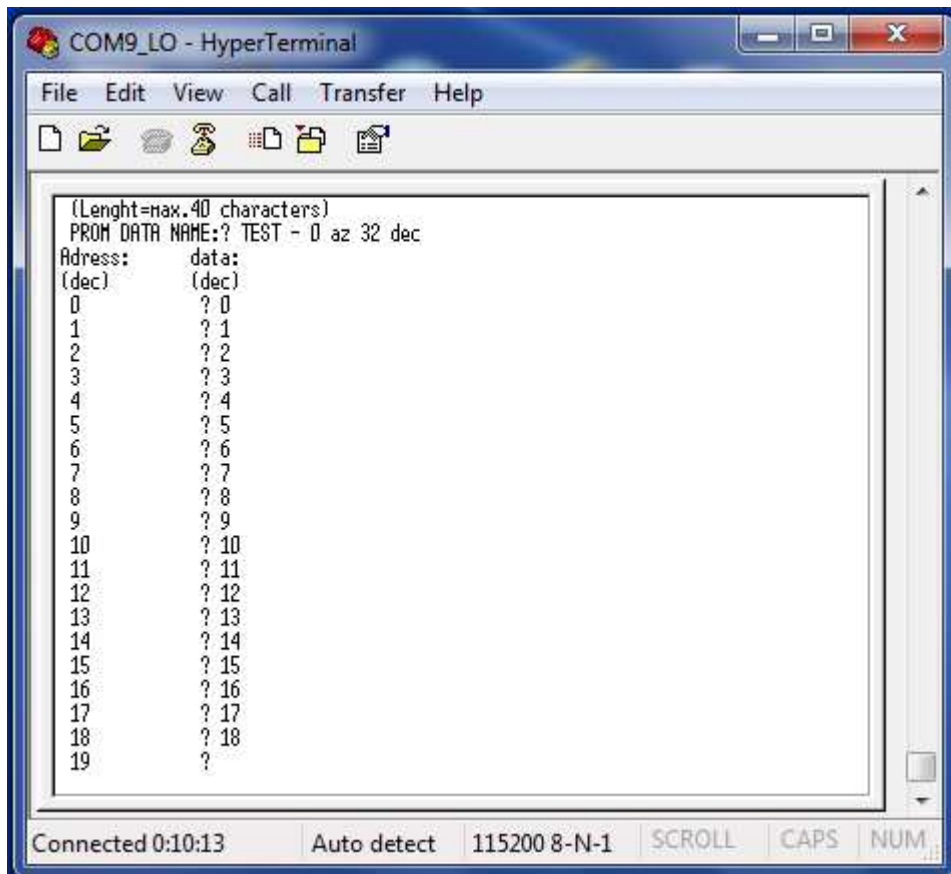 COM9_LO - HyperTerminal
File Edit View Call Transfer Help
(Lenght=max.40 characters)
PROM DATA NAME:? TEST - 0 az 32 dec
Adress: data:
(dec) (dec)
0 ? 0
1 ? 1
2 ? 2
3 ? 3
4 ? 4
5 ? 5
6 ? 6
7 ? 7
8 ? 8
9 ? 9
10 ? 10
11 ? 11
12 ? 12
13 ? 13
14 ? 14
15 ? 15
16 ? 16
17 ? 17
18 ? 18
19 ?
Connected 0:10:13 Auto detect 115200 8-N-1 SCROLL CAPS NUM